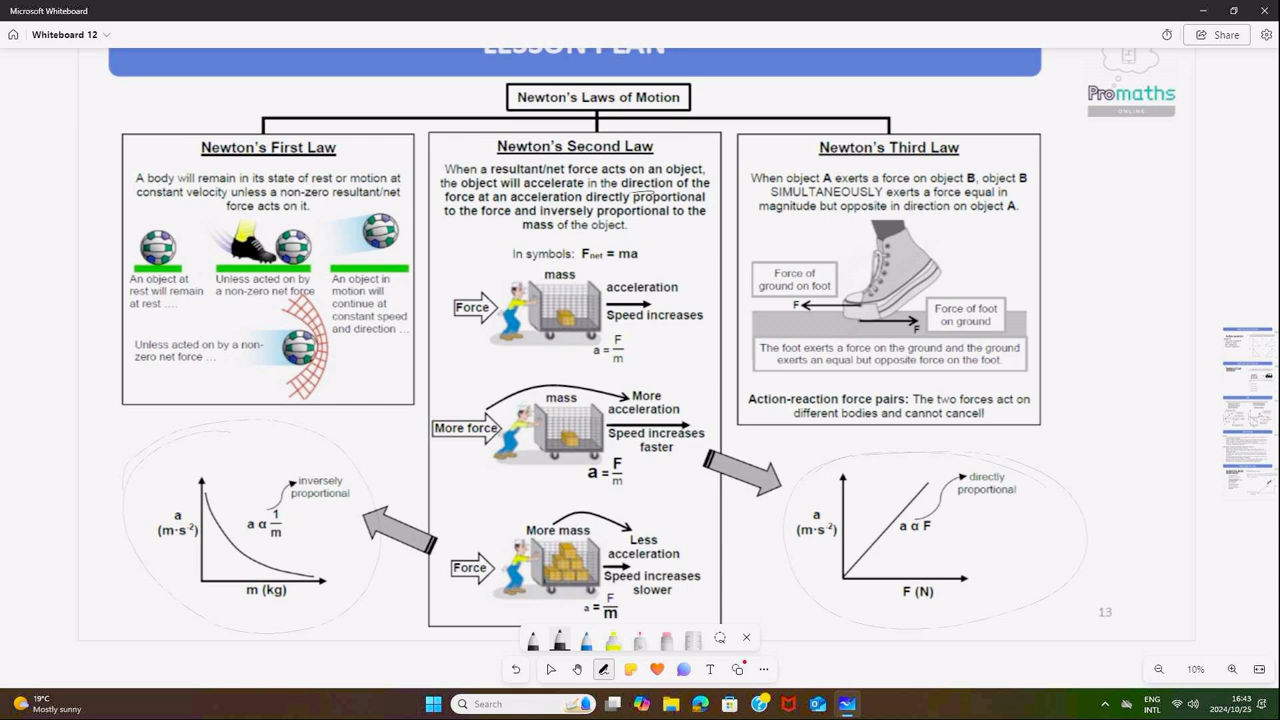 Microsoft Whiteboard
Whiteboard 12
Share
LESSON PLAN
Promaths
ONLINE
Newton's Laws of Motion
Newton's First Law
A body will remain in its state of rest or motion at
constant velocity unless a non-zero resultant/net
force acts on it.
An object at
rest will remain
at rest ....
Unless acted on by
a non-zero net force
An object in
motion will
continue at
constant speed
and direction ...
Unless acted on by a non-
zero net force ...
Newton's Second Law
When a resultant/net force acts on an object,
the object will accelerate in the direction of the
force at an acceleration directly proportional
to the force and inversely proportional to the
mass of the object.
In symbols: Fnet = ma
mass
Force
acceleration
Speed increases
a = F/m
mass
More force
More
acceleration
Speed increases
faster
a = F/m
More mass
Force
Less
acceleration
Speed increases
slower
a = F/m
Newton's Third Law
When object A exerts a force on object B, object B
SIMULTANEOUSLY exerts a force equal in
magnitude but opposite in direction on object A.
Force of
ground on foot
F
Force of foot
on ground
F
The foot exerts a force on the ground and the ground
exerts an equal but opposite force on the foot.
Action-reaction force pairs: The two forces act on
different bodies and cannot cancel!
inversely
proportional
a
(m·s-2)
a α 1/m
m (kg)
directly
proportional
a
(m·s-2)
a α F
F (N)
13
10%
19°C
Mostly sunny
Search
ENG
INTL
16:43
2024/10/25